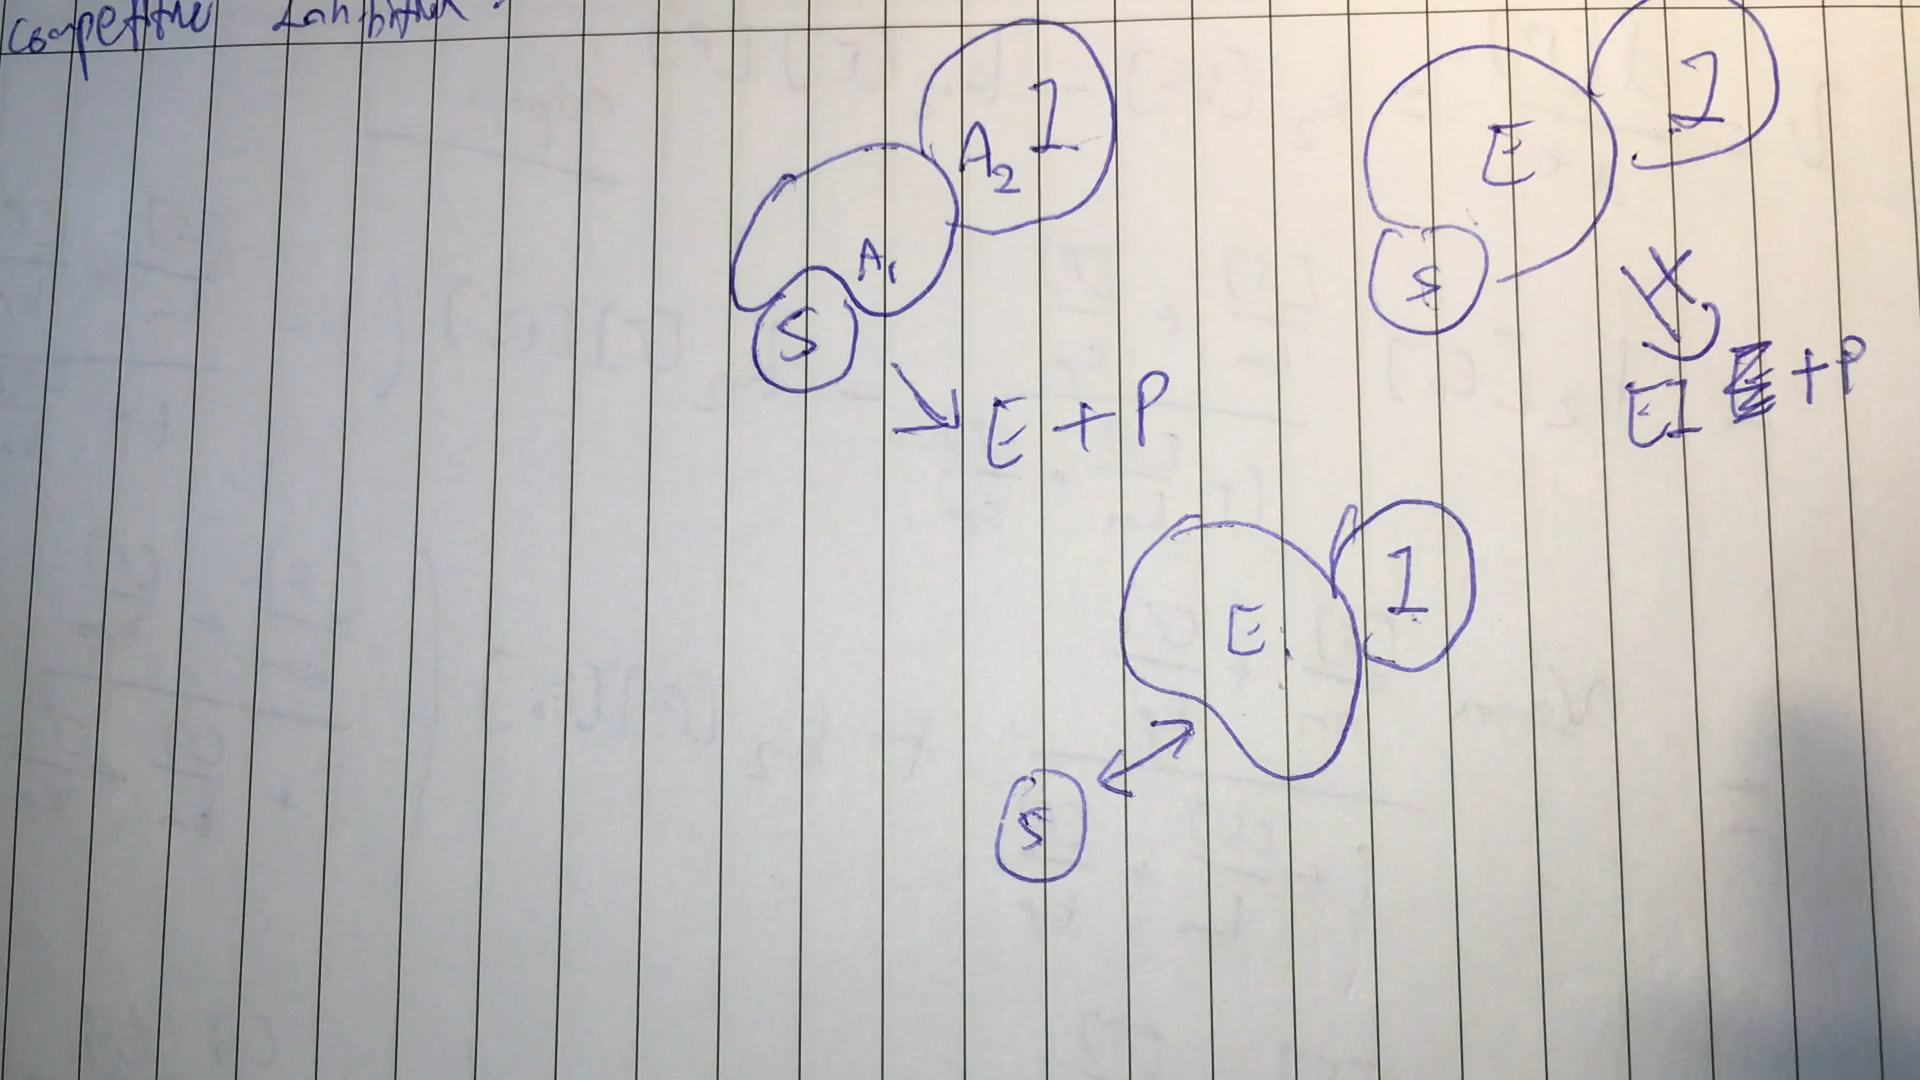 Competitive Inhibition
I
A2
A1
S
E + P
I
E
S
EI + P
I
E
S